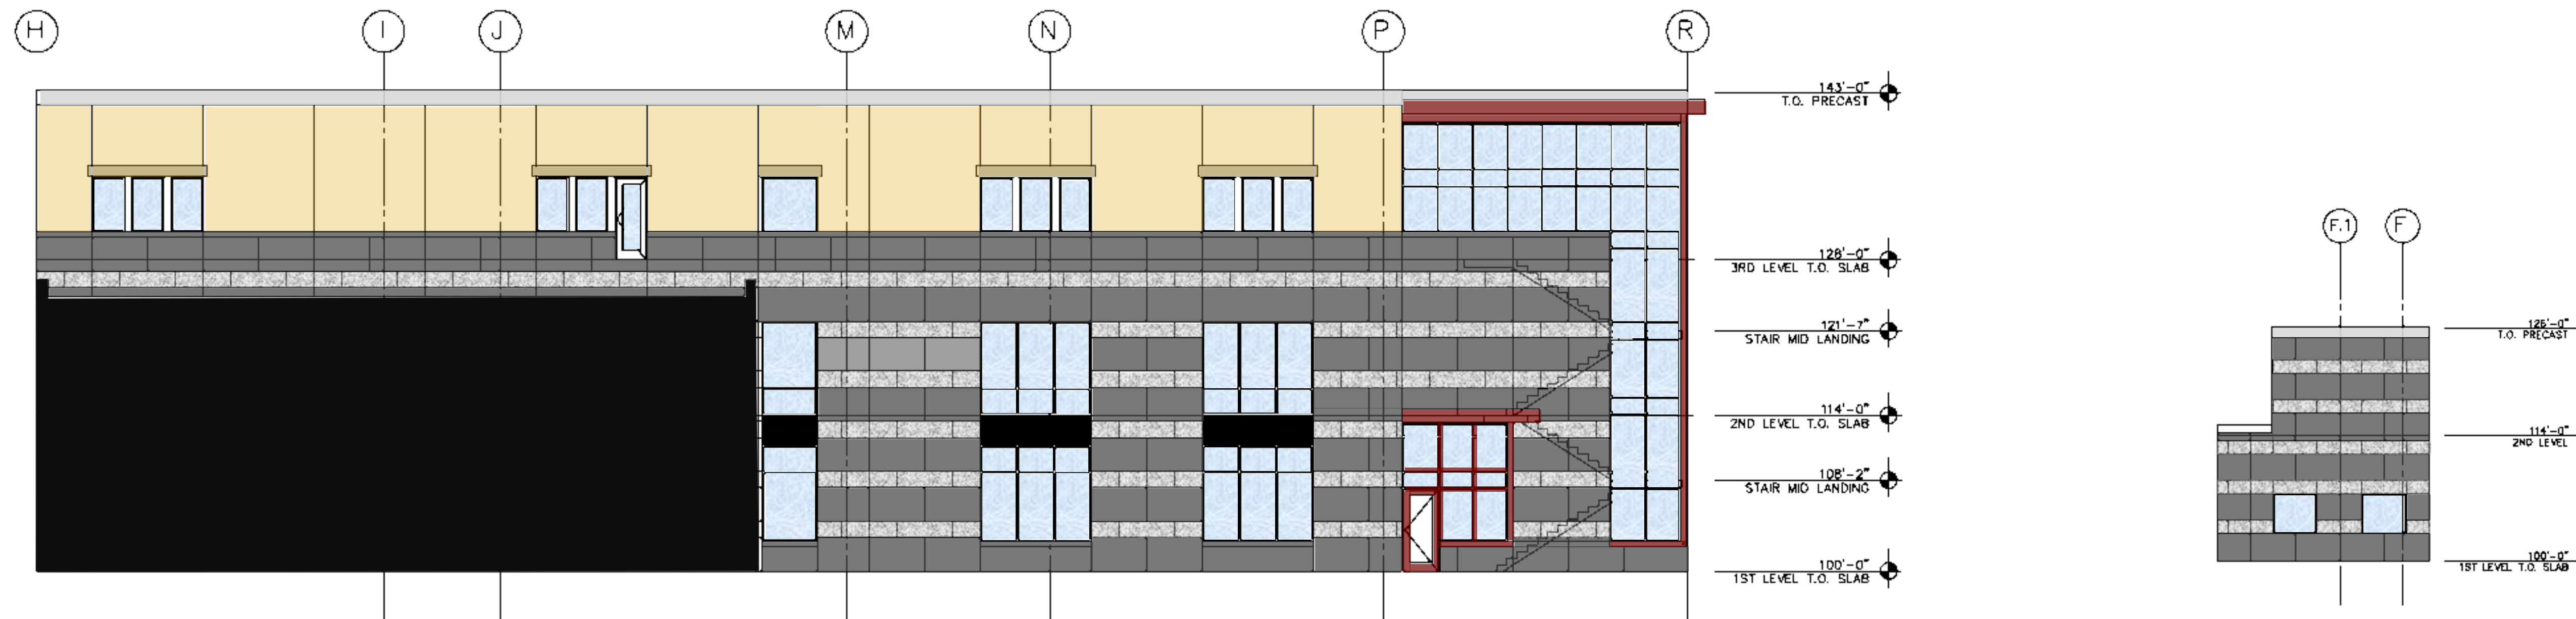 H
I
J
M
N
P
R
143'-0"
T.O. PRECAST
128'-0"
3RD LEVEL T.O. SLAB
121'-7"
STAIR MID LANDING
114'-0"
2ND LEVEL T.O. SLAB
108'-2"
STAIR MID LANDING
100'-0"
1ST LEVEL T.O. SLAB
F.1
F
126'-0"
T.O. PRECAST
114'-0"
2ND LEVEL
100'-0"
1ST LEVEL T.O. SLAB